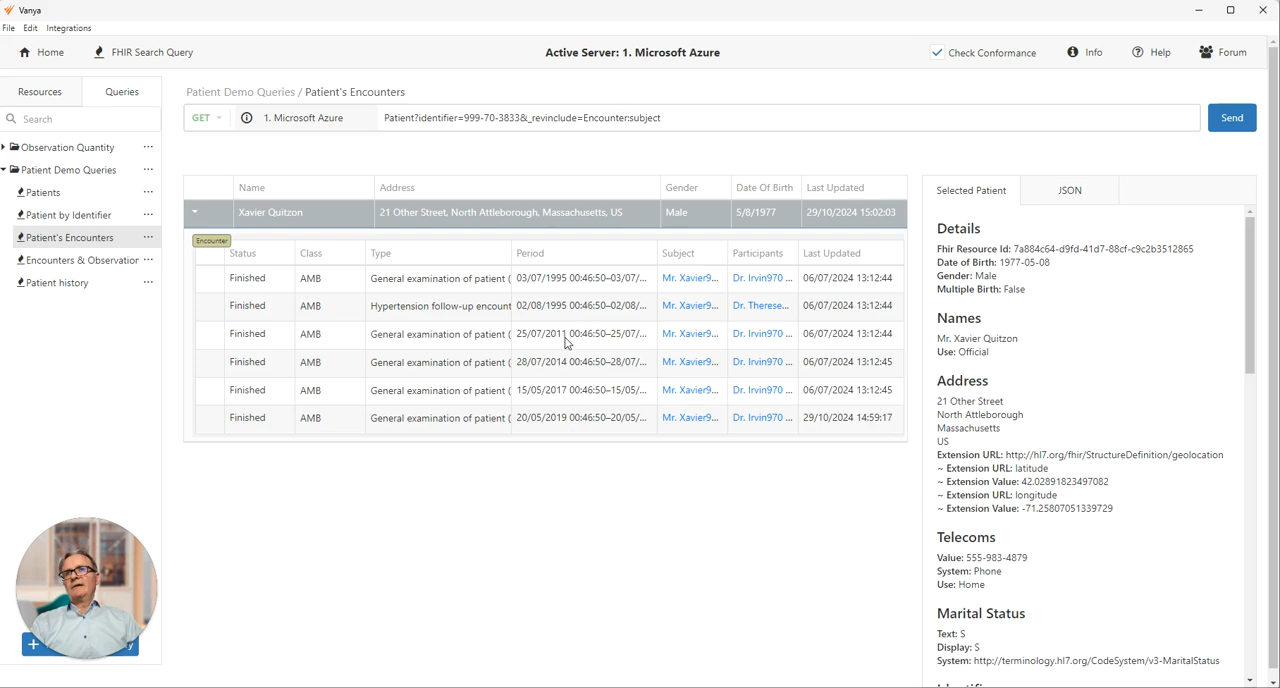 Vanya
File Edit Integrations
Home FHIR Search Query Active Server: 1. Microsoft Azure Check Conformance Info Help Forum
Resources Queries
Search
Observation Quantity ...
Patient Demo Queries ...
Patients ...
Patient by Identifier ...
Patient's Encounters ...
Encounters & Observation ...
Patient history ...
Patient Demo Queries / Patient's Encounters
GET 1. Microsoft Azure Patient?identifier=999-70-3833&_revinclude=Encounter:subject Send
Name Address Gender Date Of Birth Last Updated
Xavier Quitzon 21 Other Street, North Attleborough, Massachusetts, US Male 5/8/1977 29/10/2024 15:02:03
Encounter
Status Class Type Period Subject Participants Last Updated
Finished AMB General examination of patient ( 03/07/1995 00:46:50–03/07/... Mr. Xavier9... Dr. Irvin970 ... 06/07/2024 13:12:44
Finished AMB Hypertension follow-up encount 02/08/1995 00:46:50–02/08/... Mr. Xavier9... Dr. Therese... 06/07/2024 13:12:44
Finished AMB General examination of patient ( 25/07/2011 00:46:50–25/07/... Mr. Xavier9... Dr. Irvin970 ... 06/07/2024 13:12:44
Finished AMB General examination of patient ( 28/07/2014 00:46:50–28/07/... Mr. Xavier9... Dr. Irvin970 ... 06/07/2024 13:12:45
Finished AMB General examination of patient ( 15/05/2017 00:46:50–15/05/... Mr. Xavier9... Dr. Irvin970 ... 06/07/2024 13:12:45
Finished AMB General examination of patient ( 20/05/2019 00:46:50–20/05/... Mr. Xavier9... Dr. Irvin970 ... 29/10/2024 14:59:17
Selected Patient JSON
Details
Fhir Resource Id: 7a884c64-d9fd-41d7-88cf-c9c2b3512865
Date of Birth: 1977-05-08
Gender: Male
Multiple Birth: False
Names
Mr. Xavier Quitzon
Use: Official
Address
21 Other Street
North Attleborough
Massachusetts
US
Extension URL: http://hl7.org/fhir/StructureDefinition/geolocation
~ Extension URL: latitude
~ Extension Value: 42.02891823497082
~ Extension URL: longitude
~ Extension Value: -71.25807051339729
Telecoms
Value: 555-983-4879
System: Phone
Use: Home
Marital Status
Text: S
Display: S
System: http://terminology.hl7.org/CodeSystem/v3-MaritalStatus